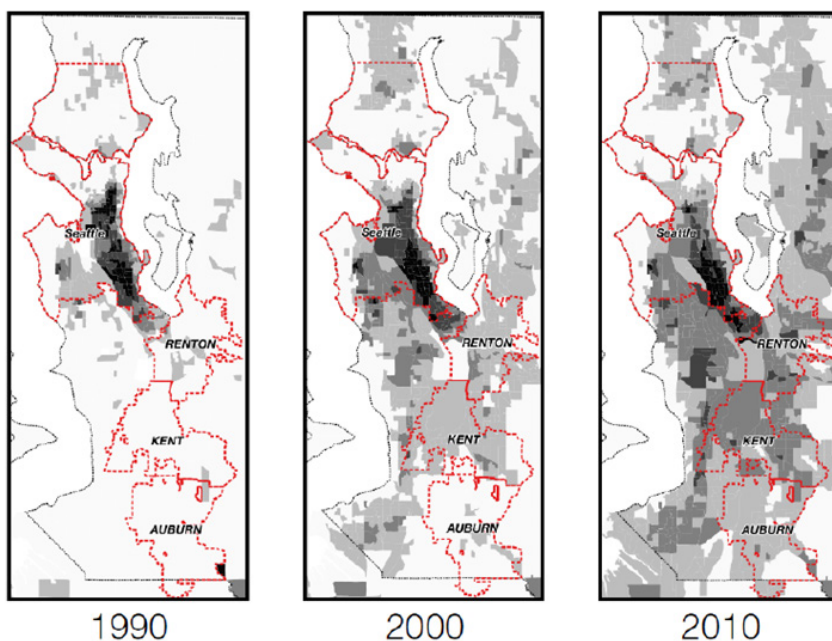 Seattle
RENTON
KENT
AUBURN
Seattle
RENTON
KENT
AUBURN
Seattle
RENTON
KENT
AUBURN
1990
2000
2010